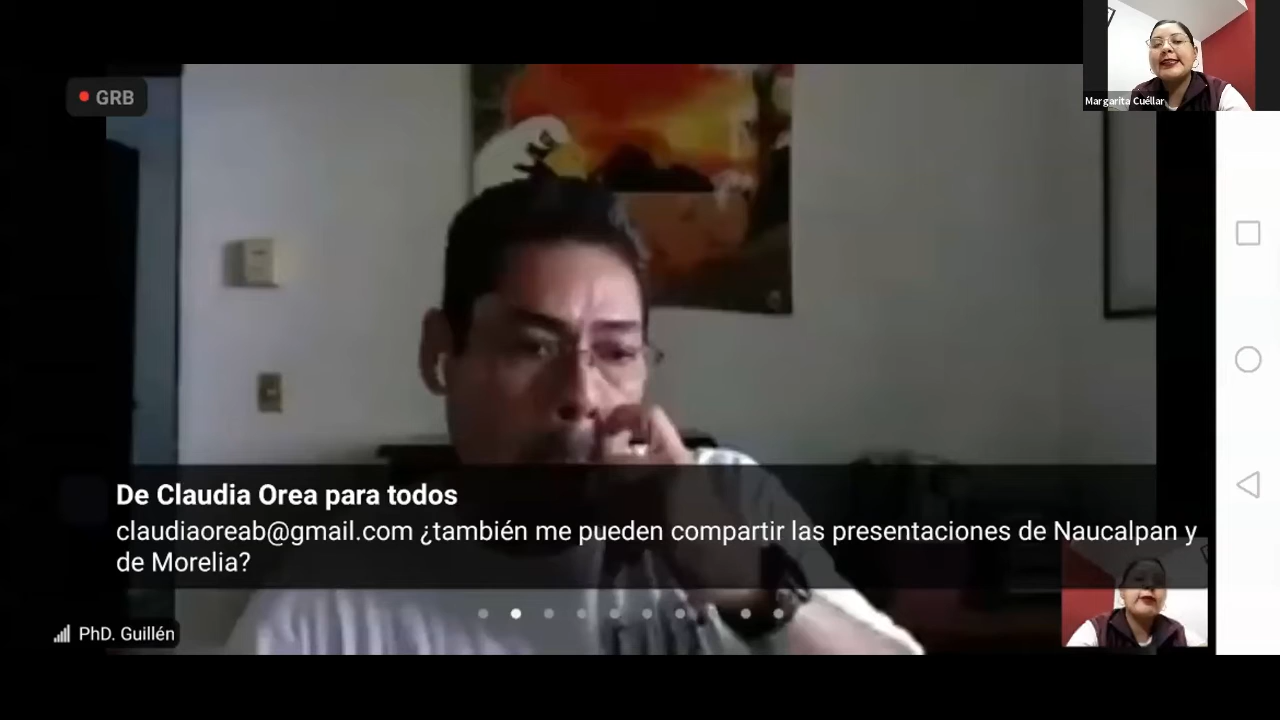 GRB
Margarita Cuéllar
De Claudia Orea para todos
claudiaoreab@gmail.com ¿también me pueden compartir las presentaciones de Naucalpan y
de Morelia?
PhD. Guillén